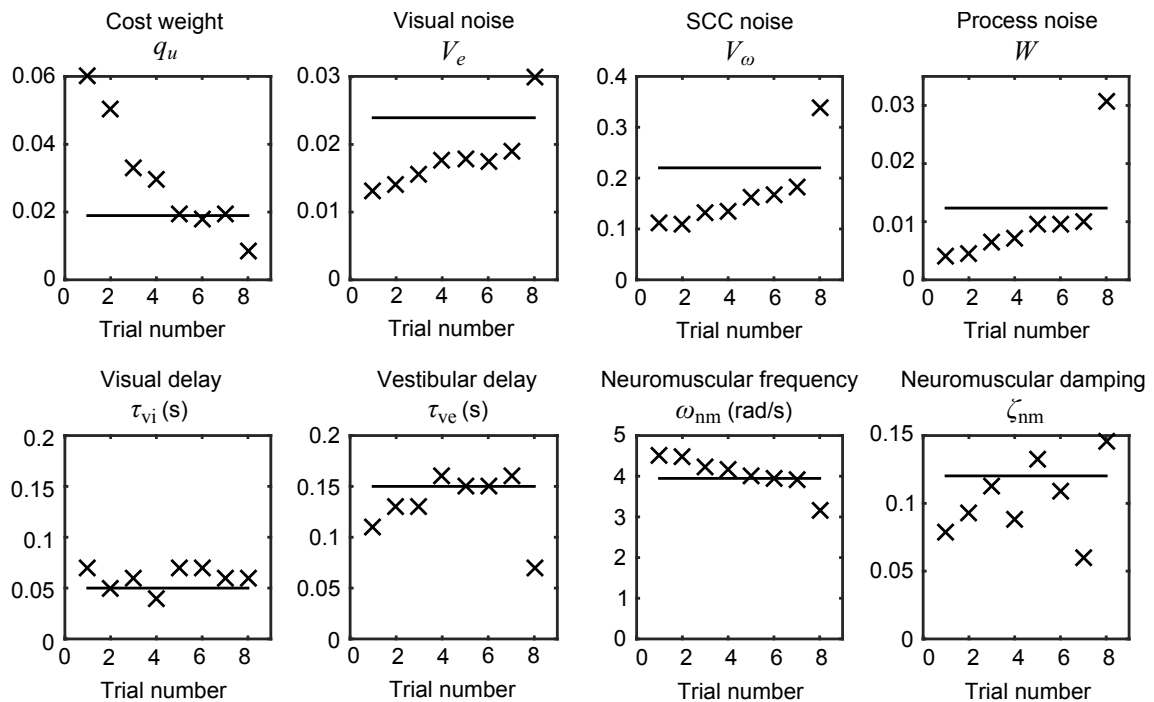 Cost weight
q_u
0.06
0.04
0.02
0
0 2 4 6 8
Trial number
Visual noise
V_e
0.03
0.02
0.01
0
0 2 4 6 8
Trial number
SCC noise
V_ω
0.4
0.3
0.2
0.1
0
0 2 4 6 8
Trial number
Process noise
W
0.03
0.02
0.01
0
0 2 4 6 8
Trial number
Visual delay
τ_vi (s)
0.2
0.15
0.1
0.05
0
0 2 4 6 8
Trial number
Vestibular delay
τ_ve (s)
0.2
0.15
0.1
0.05
0
0 2 4 6 8
Trial number
Neuromuscular frequency
ω_nm (rad/s)
5
4
3
2
1
0
0 2 4 6 8
Trial number
Neuromuscular damping
ζ_nm
0.15
0.1
0.05
0
0 2 4 6 8
Trial number